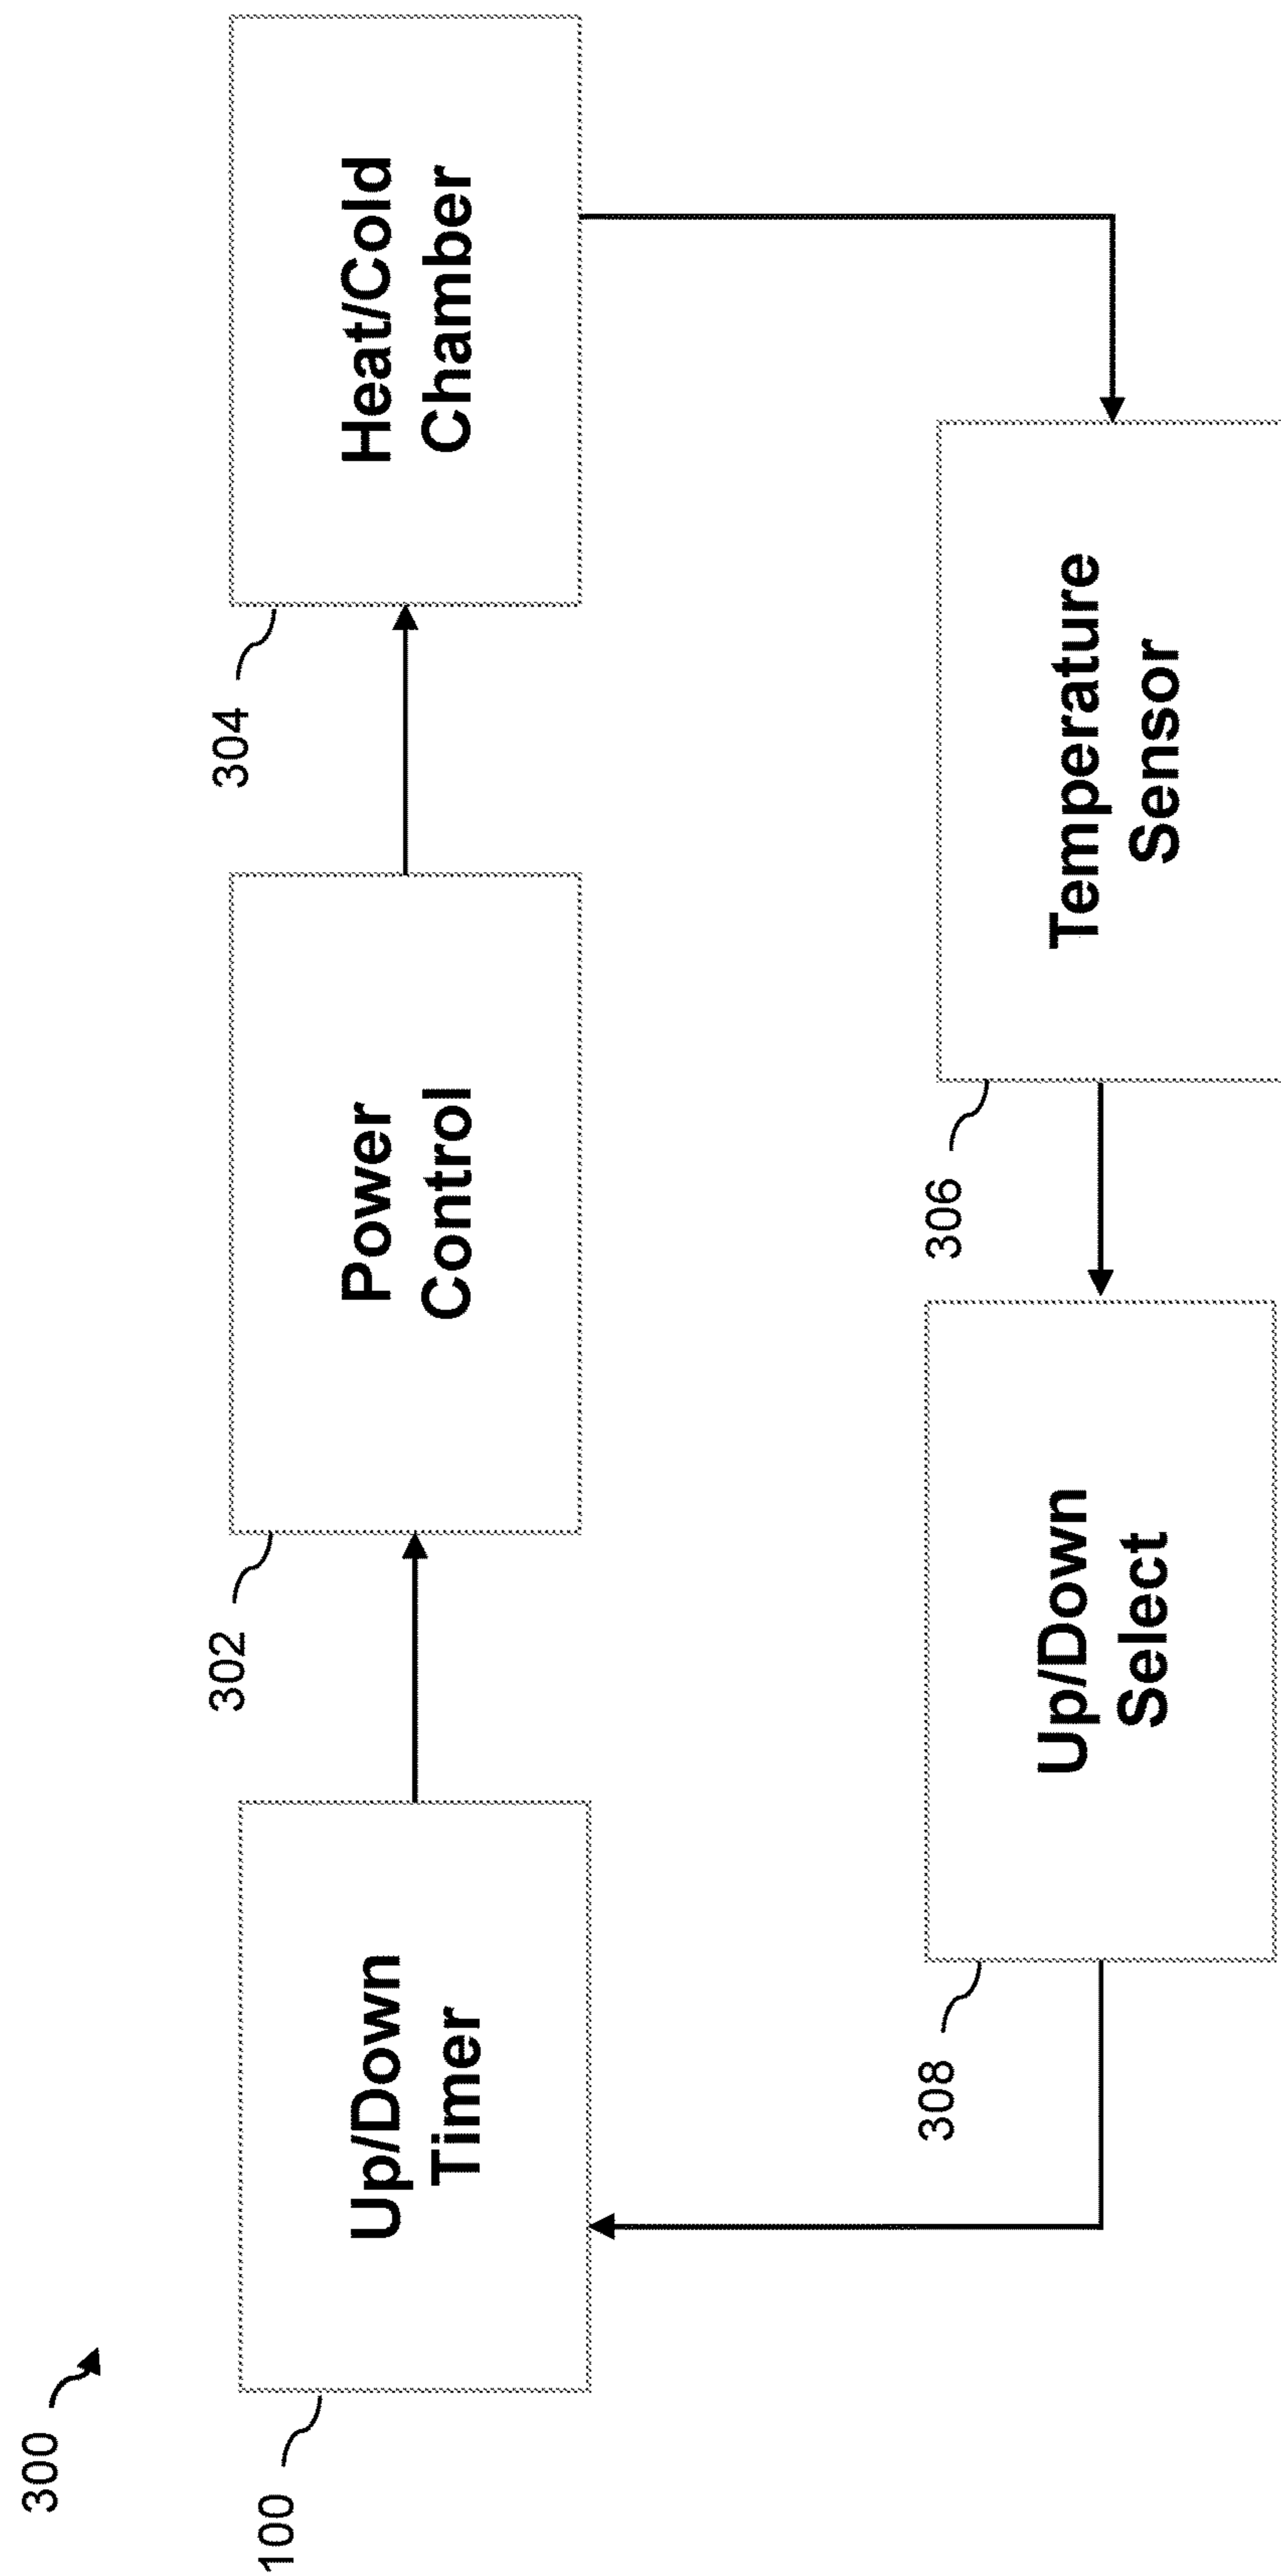 300
100
Up/Down
Timer
302
Power
Control
304
Heat/Cold
Chamber
308
Up/Down
Select
306
Temperature
Sensor